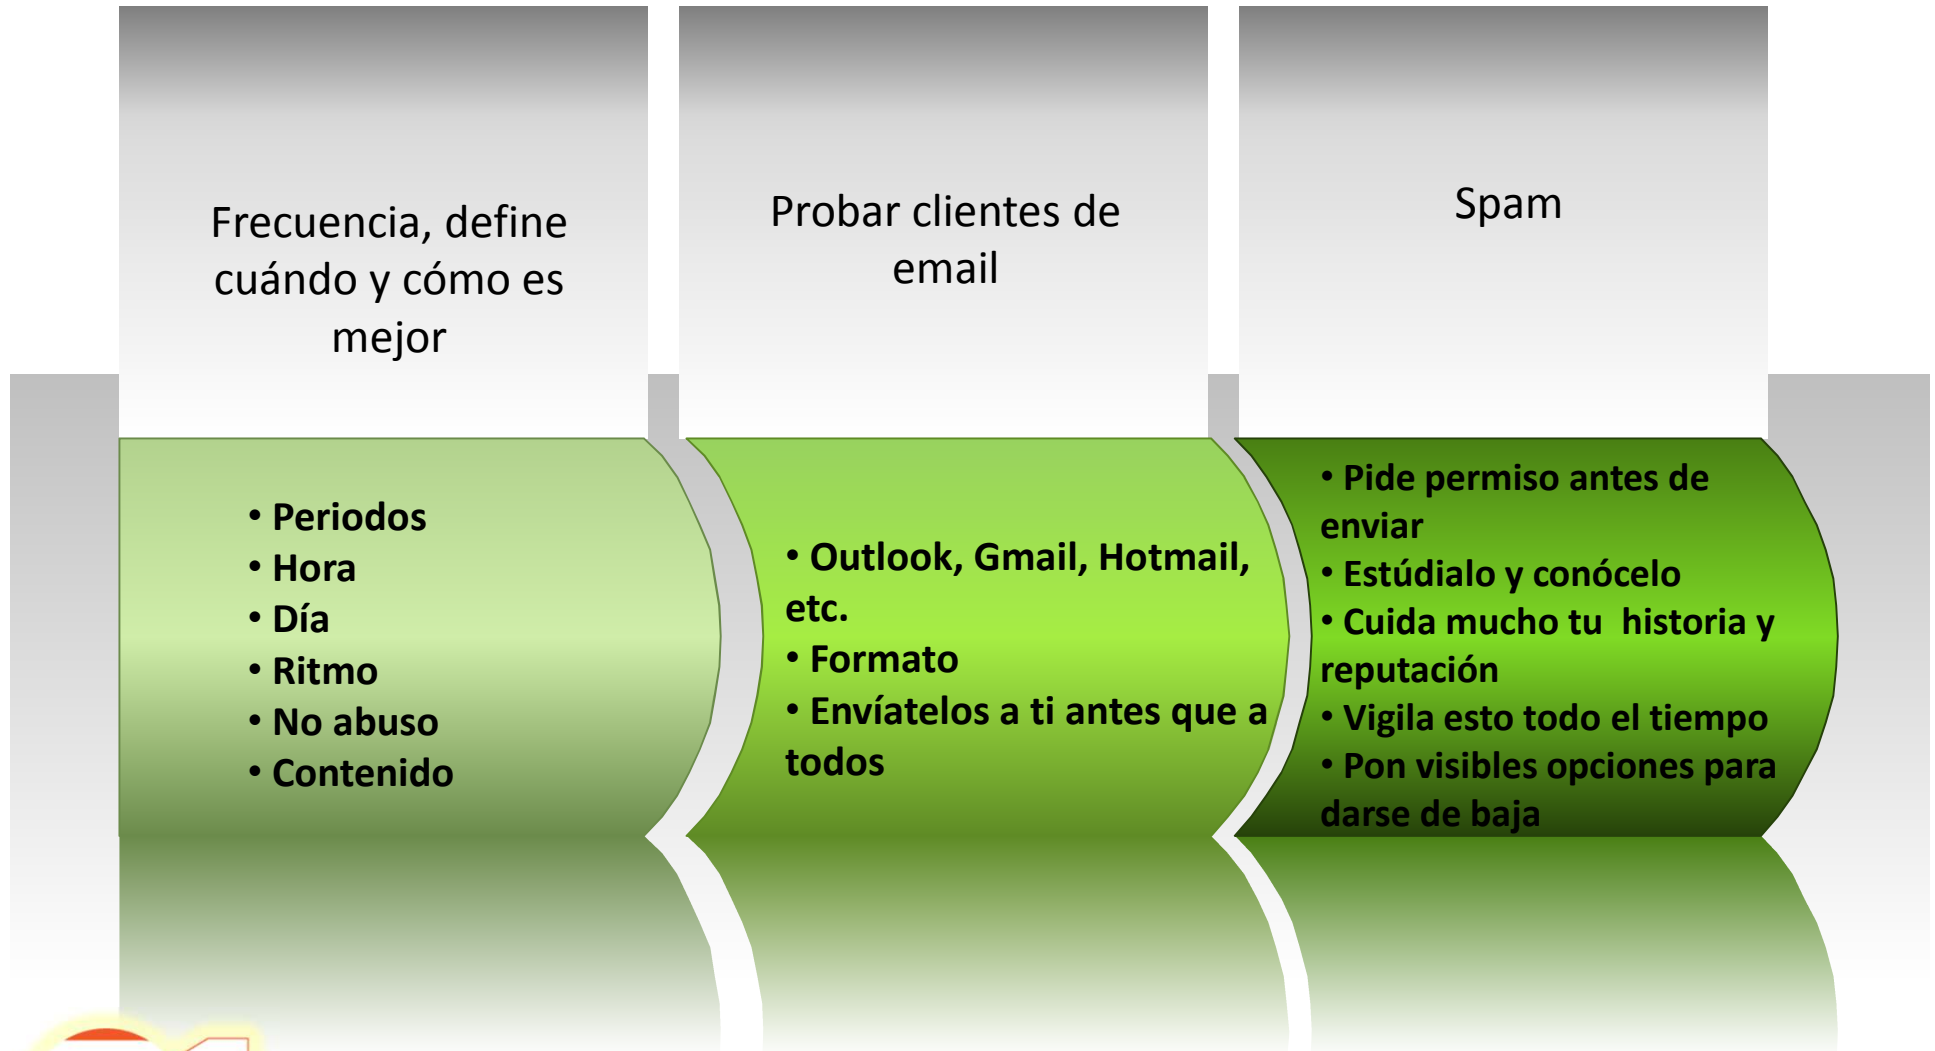 Frecuencia, define
cuándo y cómo es
mejor
Probar clientes de
email
Spam
• Periodos
• Hora
• Día
• Ritmo
• No abuso
• Contenido
• Outlook, Gmail, Hotmail,
etc.
• Formato
• Envíatelos a ti antes que a
todos
• Pide permiso antes de
enviar
• Estúdialo y conócelo
• Cuida mucho tu  historia y
reputación
• Vigila esto todo el tiempo
• Pon visibles opciones para
darse de baja